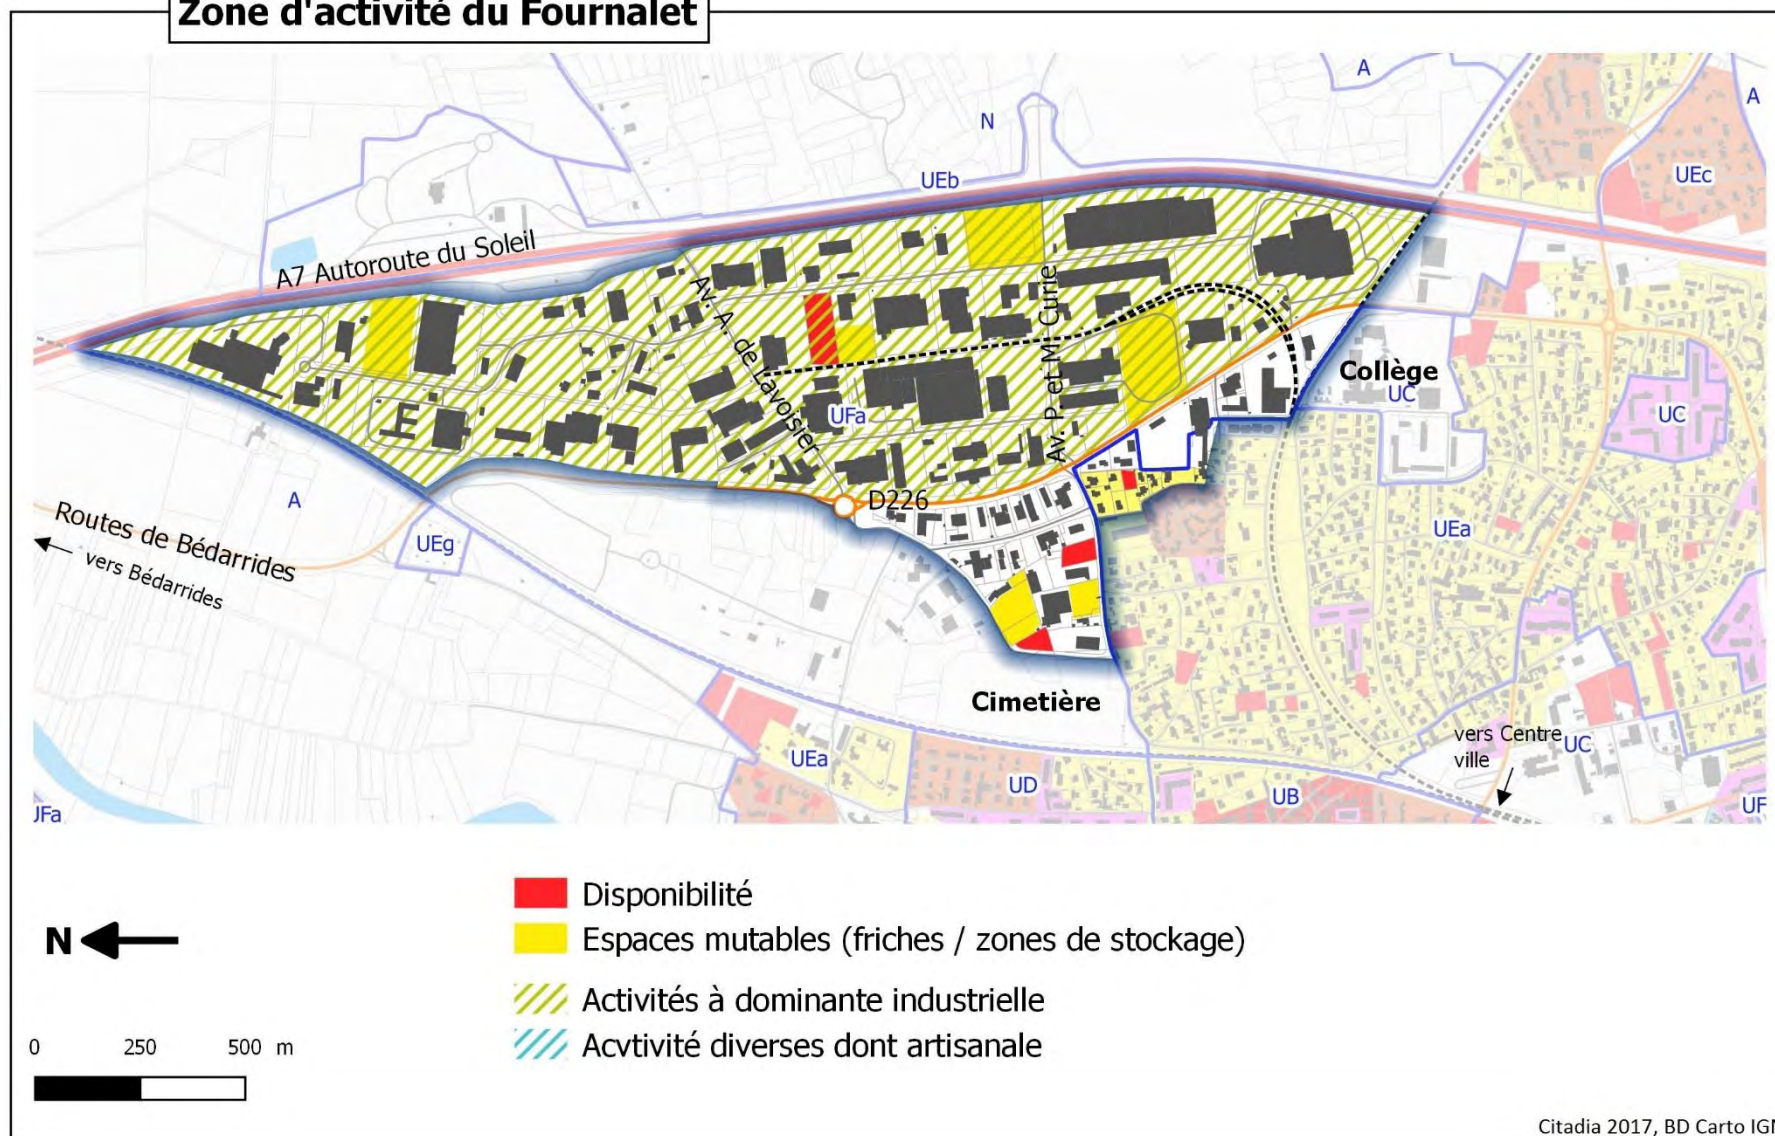 Zone d'activité du Fournalet
A
A
N
UEb
UEc
A7 Autoroute du Soleil
Av. A. de Lavoisier
Av. P. et M. Curie
Collège
UC
UC
UFa
D226
A
UEg
UEa
Routes de Bédarrides
vers Bédarrides
Cimetière
vers Centre
ville
UC
UEa
UD
UB
UF
JFa
Disponibilité
Espaces mutables (friches / zones de stockage)
N
Activités à dominante industrielle
Acvtivité diverses dont artisanale
0 250 500 m
Citadia 2017, BD Carto IGN